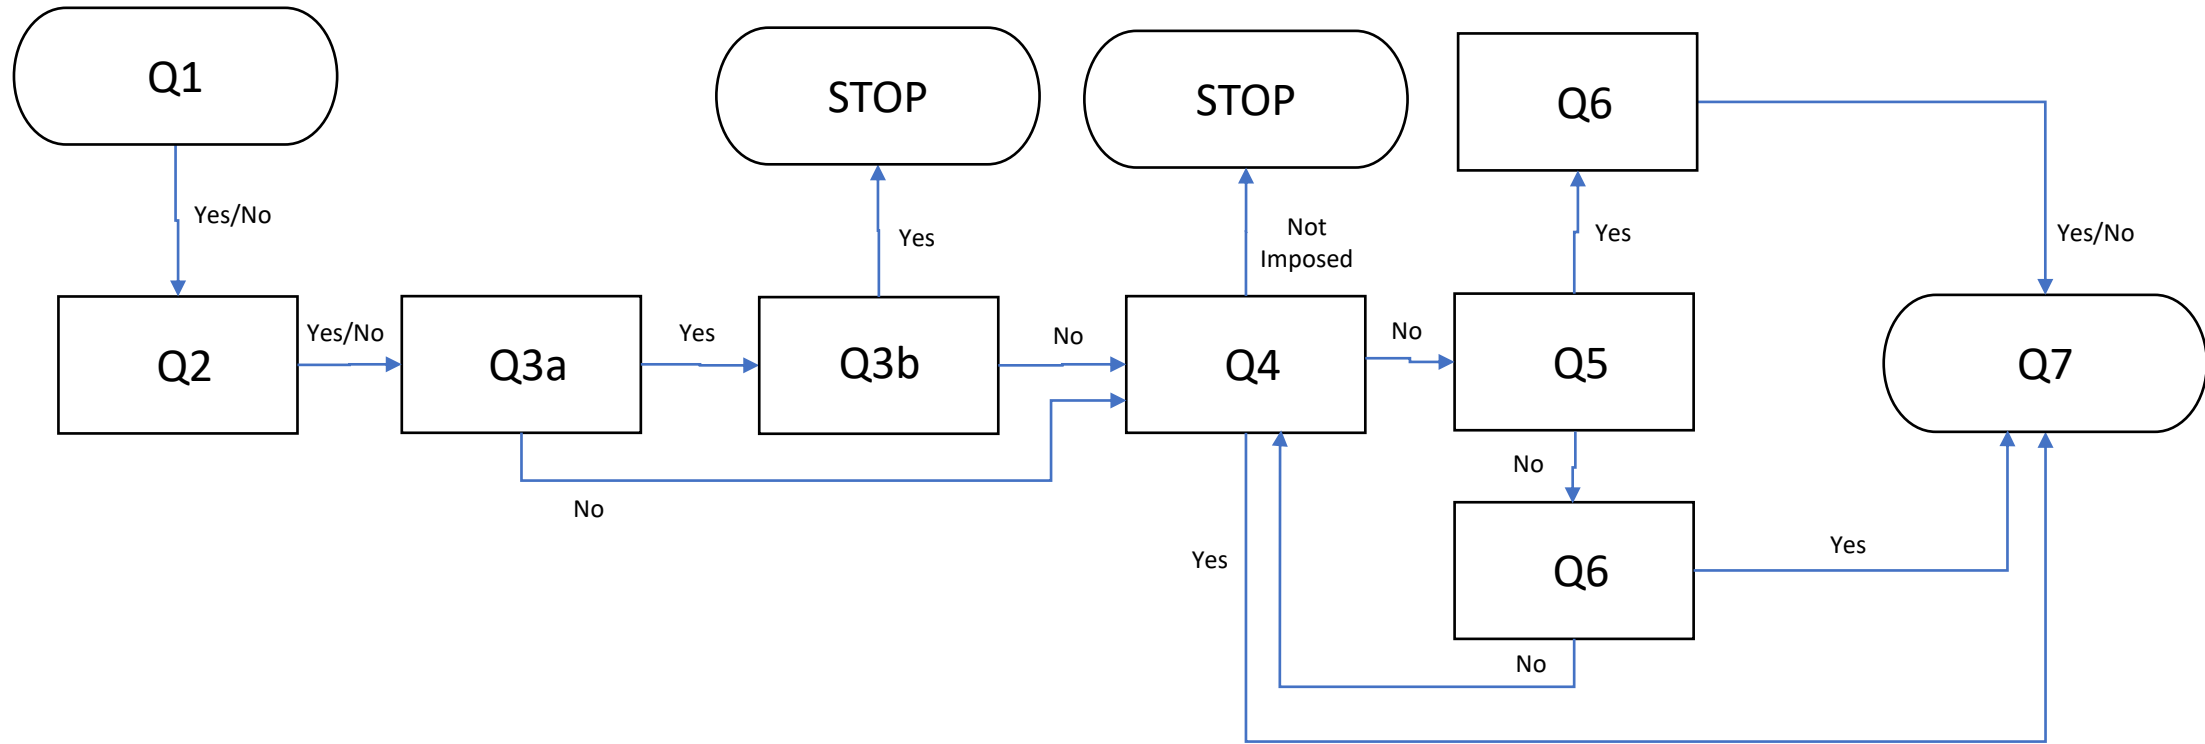 Q1
STOP
STOP
Q6
Yes/No
Yes
Not
Imposed
Yes
Yes/No
Q2
Yes/No
Q3a
Yes
Q3b
No
Q4
No
Q5
Q7
No
No
Yes
Q6
Yes
No